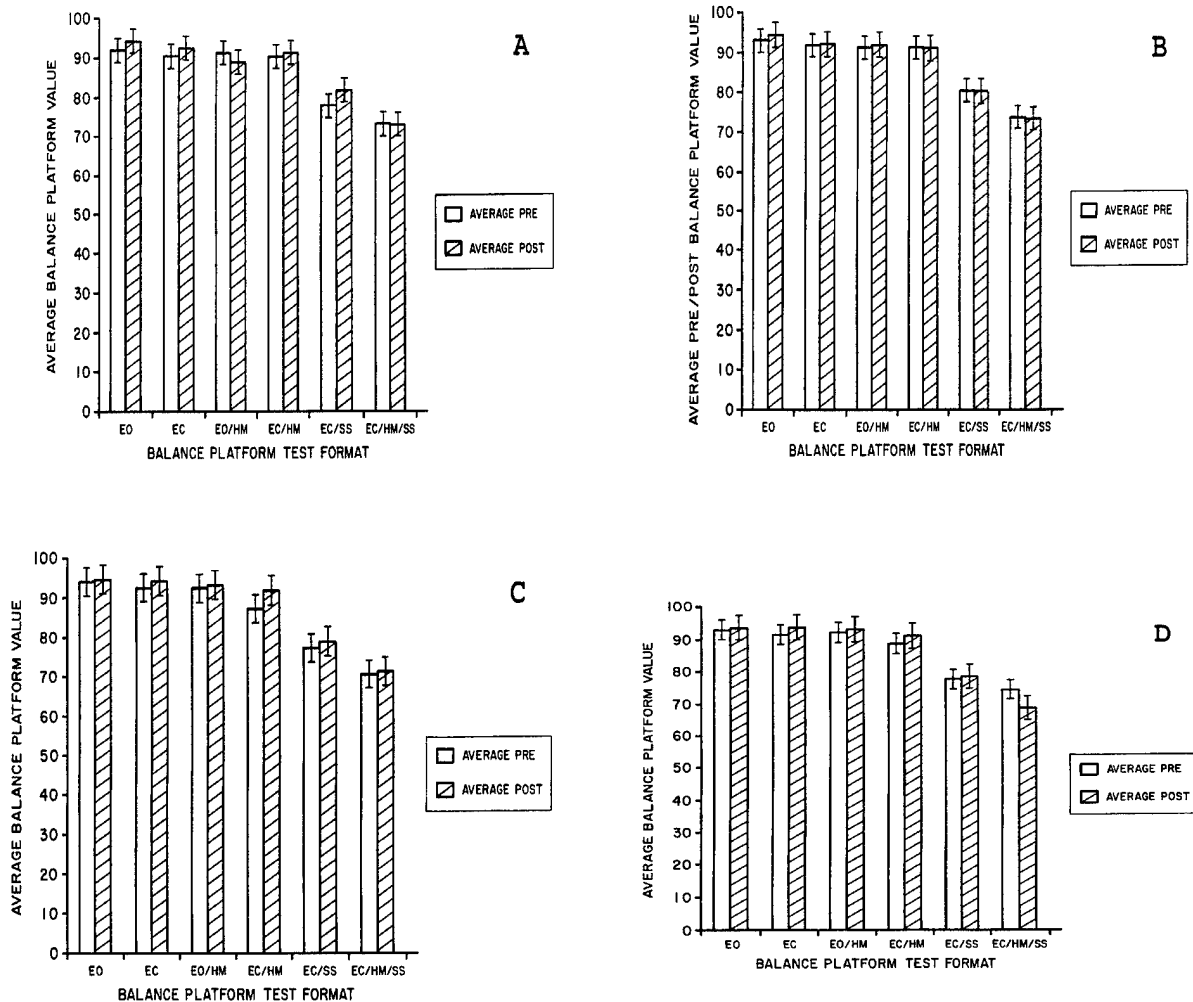 A
AVERAGE BALANCE PLATFORM VALUE
100
90
80
70
60
50
40
30
20
10
0
EO EC EO/HM EC/HM EC/SS EC/HM/SS
BALANCE PLATFORM TEST FORMAT
AVERAGE PRE
AVERAGE POST
B
AVERAGE PRE/POST BALANCE PLATFORM VALUE
100
90
80
70
60
50
40
30
20
10
0
EO EC EO/HM EC/HM EC/SS EC/HM/SS
BALANCE PLATFORM TEST FORMAT
AVERAGE PRE
AVERAGE POST
C
AVERAGE BALANCE PLATFORM VALUE
100
90
80
70
60
50
40
30
20
10
0
EO EC EO/HM EC/HM EC/SS EC/HM/SS
BALANCE PLATFORM TEST FORMAT
AVERAGE PRE
AVERAGE POST
D
AVERAGE BALANCE PLATFORM VALUE
100
90
80
70
60
50
40
30
20
10
0
EO EC EO/HM EC/HM EC/SS EC/HM/SS
BALANCE PLATFORM TEST FORMAT
AVERAGE PRE
AVERAGE POST